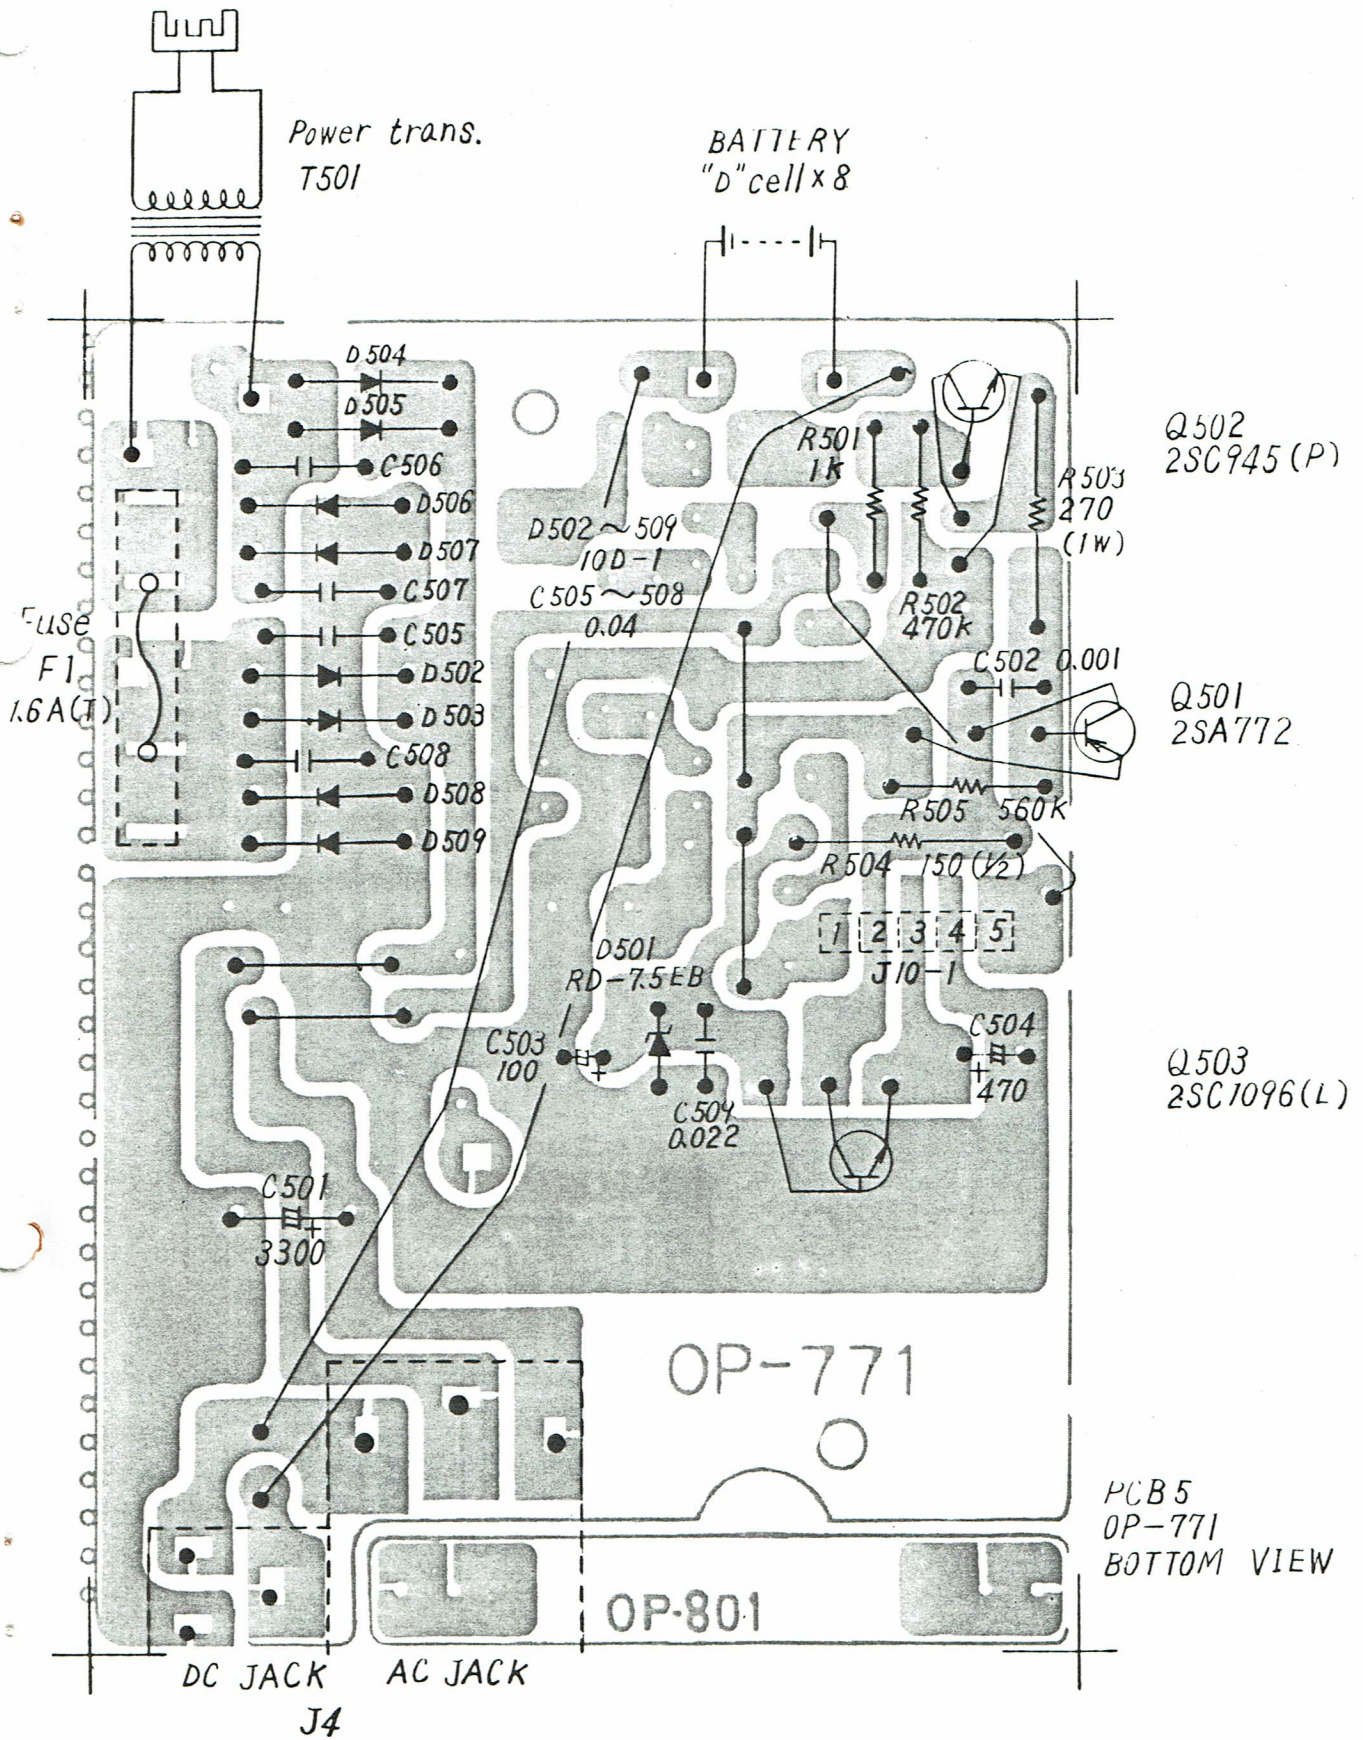 Power trans.
T501
BATTERY
"D"cell×8
D504
D505
C506
D506
D507
C507
C505
D502
D503
C508
D508
D509
Fuse
F1
1.6A(T)
D502~509
10D-1
C505~508
0.04
R501
1K
R502
470K
R503
270
(1W)
Q502
2SC945(P)
C502 0.001
Q501
2SA772
R505 560K
R504 150(1/2)
1 2 3 4 5
J10-1
D501
RD-7.5EB
C503
100
+
C509
0.022
C504
+
470
Q503
2SC1096(L)
C501
+
3300
OP-771
PCB5
OP-771
BOTTOM VIEW
OP-801
DC JACK
AC JACK
J4